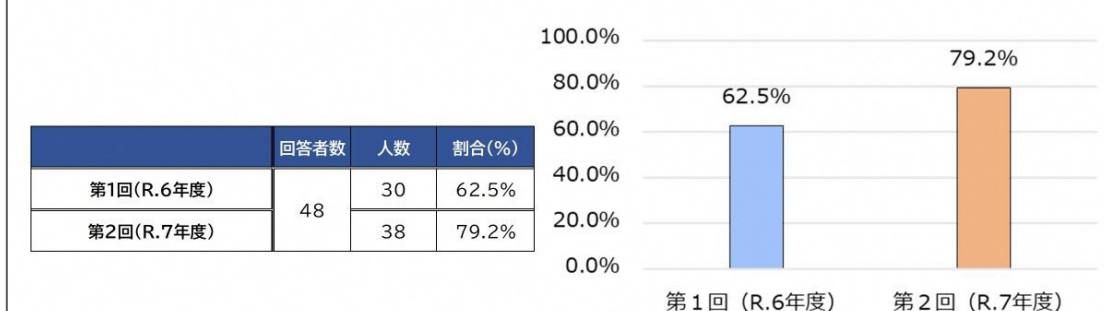 回答者数 人数 割合(%)
第1回(R.6年度) 48 30 62.5%
第2回(R.7年度) 38 79.2%
100.0%
80.0%
60.0%
40.0%
20.0%
0.0%
62.5%
79.2%
第１回（R.6年度） 第２回（R.7年度）